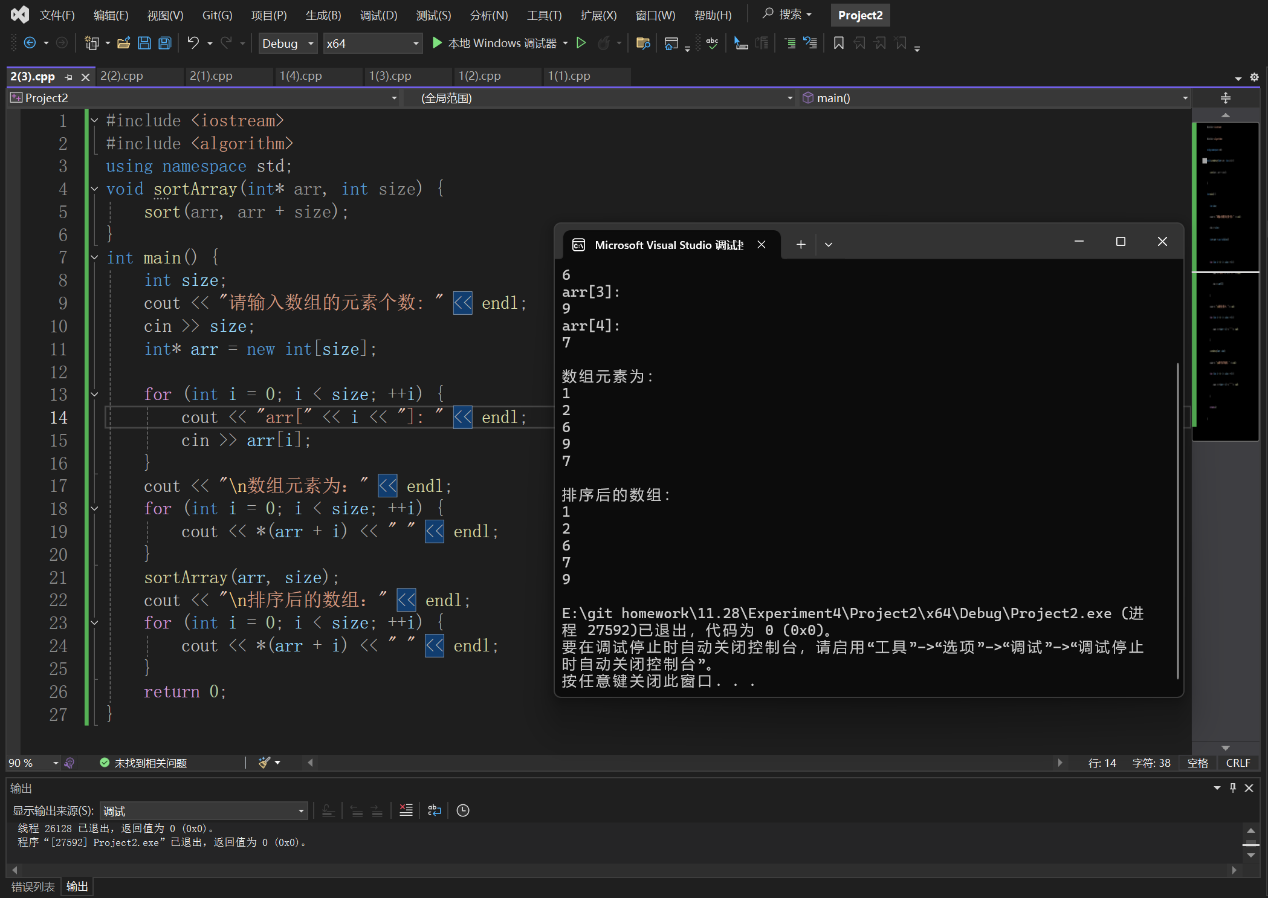 文件(F) 编辑(E) 视图(V) Git(G) 项目(P) 生成(B) 调试(D) 测试(S) 分析(N) 工具(T) 扩展(X) 窗口(W) 帮助(H) 搜索 Project2
Debug x64 本地 Windows 调试器
2(3).cpp 2(2).cpp 2(1).cpp 1(4).cpp 1(3).cpp 1(2).cpp 1(1).cpp
Project2 (全局范围) main()
1 #include <iostream>
2 #include <algorithm>
3 using namespace std;
4 void sortArray(int* arr, int size) {
5 sort(arr, arr + size);
6 }
7 int main() {
8 int size;
9 cout << "请输入数组的元素个数: " << endl;
10 cin >> size;
11 int* arr = new int[size];
12
13 for (int i = 0; i < size; ++i) {
14 cout << "arr[" << i << "]: " << endl;
15 cin >> arr[i];
16 }
17 cout << "\n数组元素为: " << endl;
18 for (int i = 0; i < size; ++i) {
19 cout << *(arr + i) << " " << endl;
20 }
21 sortArray(arr, size);
22 cout << "\n排序后的数组: " << endl;
23 for (int i = 0; i < size; ++i) {
24 cout << *(arr + i) << " " << endl;
25 }
26 return 0;
27 }
Microsoft Visual Studio 调试
6
arr[3]:
9
arr[4]:
7
数组元素为:
1
2
6
9
7
排序后的数组:
1
2
6
7
9
E:\git homework\11.28\Experiment4\Project2\x64\Debug\Project2.exe (进
程 27592)已退出，代码为 0 (0x0)。
要在调试停止时自动关闭控制台，请启用“工具”->“选项”->“调试”->“调试停止
时自动关闭控制台”。
按任意键关闭此窗口. . .
90 % 未找到相关问题 行: 14 字符: 38 空格 CRLF
输出
显示输出来源(S): 调试
线程 26128 已退出，返回值为 0 (0x0)。
程序“[27592] Project2.exe”已退出，返回值为 0 (0x0)。
错误列表 输出